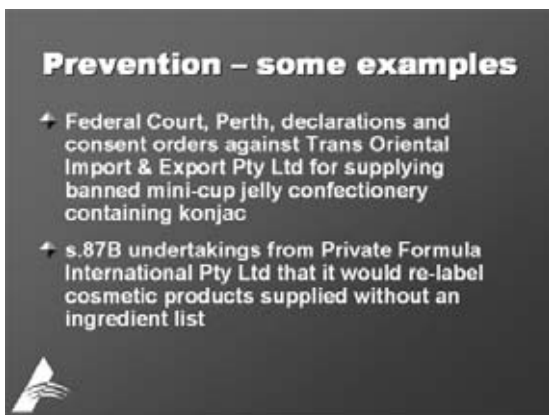 Prevention – some examples
Federal Court, Perth, declarations and
consent orders against Trans Oriental
Import & Export Pty Ltd for supplying
banned mini-cup jelly confectionery
containing konjac
s.87B undertakings from Private Formula
International Pty Ltd that it would re-label
cosmetic products supplied without an
ingredient list